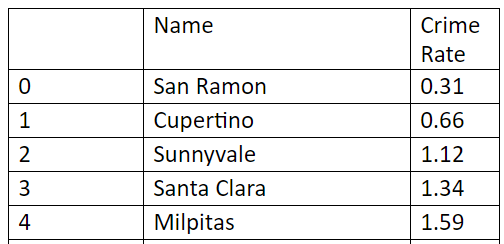 Name Crime
Rate
0 San Ramon 0.31
1 Cupertino 0.66
2 Sunnyvale 1.12
3 Santa Clara 1.34
4 Milpitas 1.59